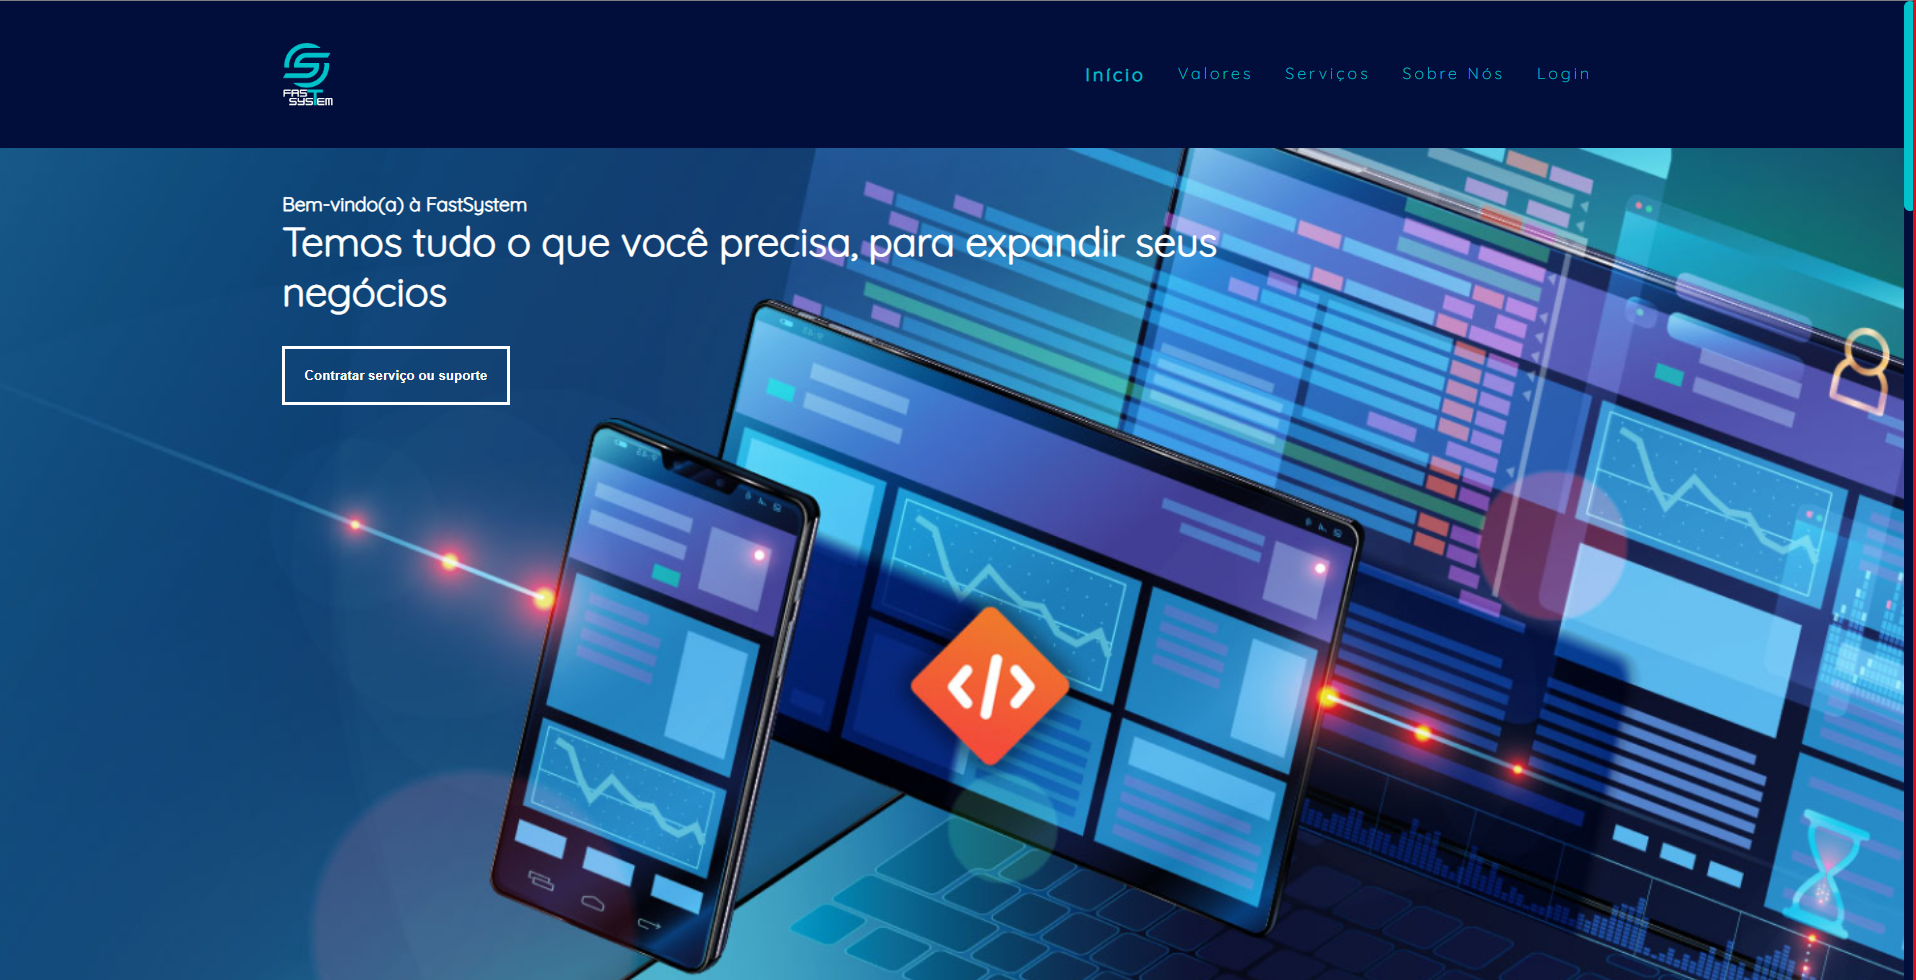 FAS
SYSTEM
Início
Valores
Serviços
Sobre Nós
Login
Bem-vindo(a) à FastSystem
Temos tudo o que você precisa, para expandir seus
negócios
Contratar serviço ou suporte